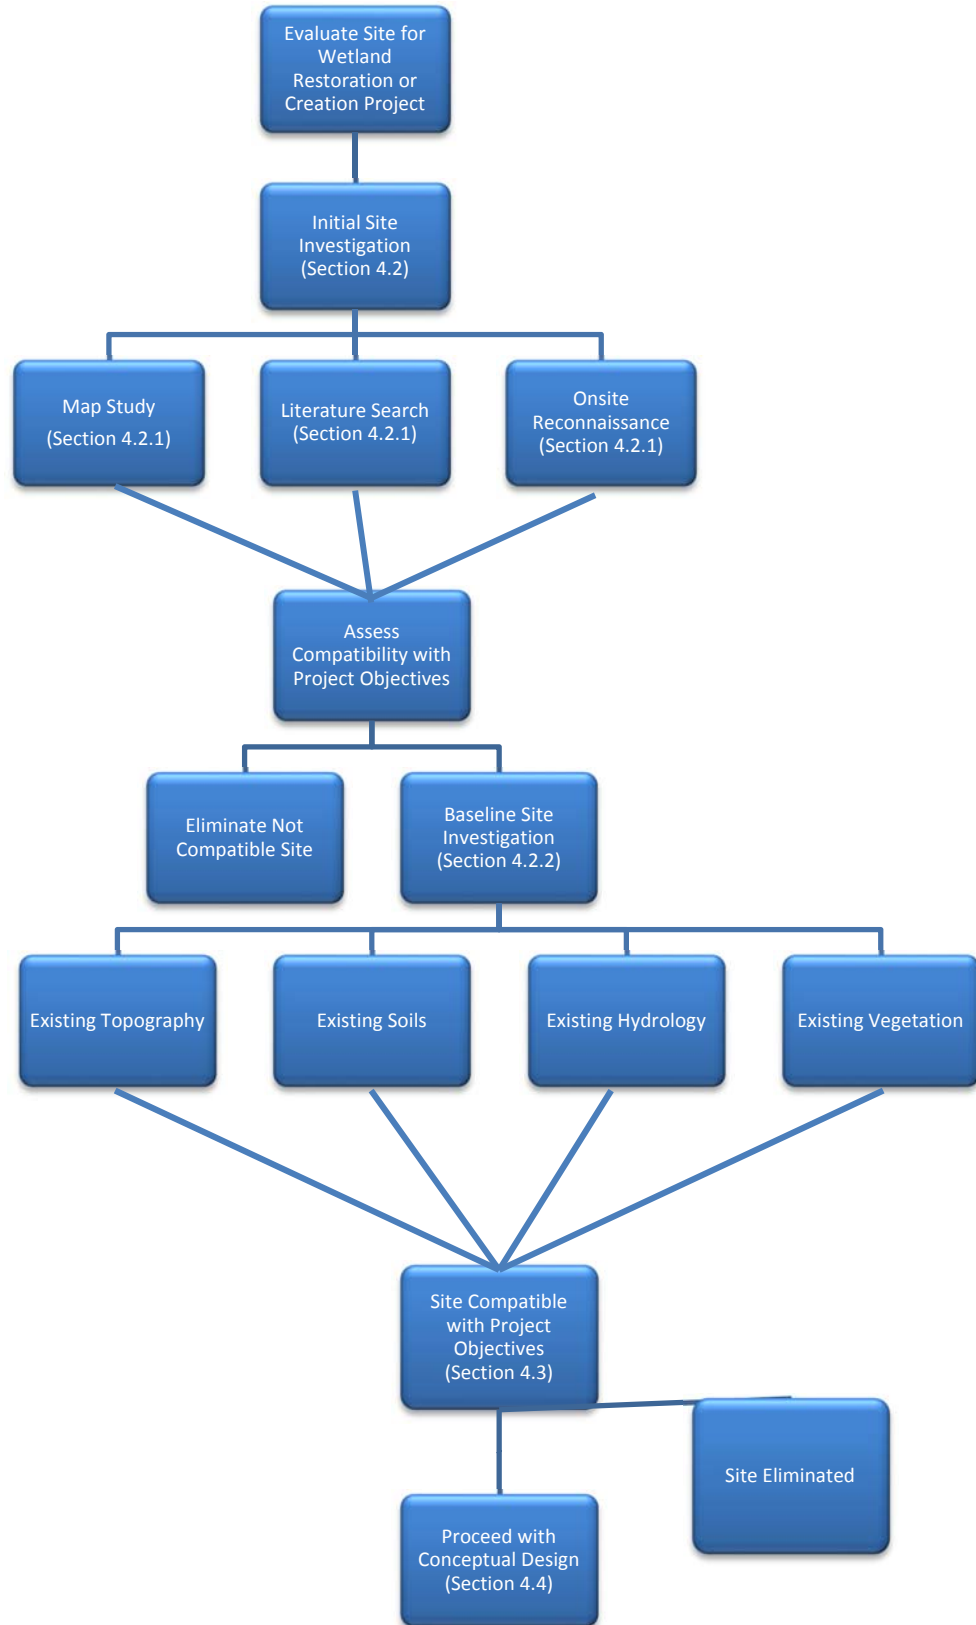 Evaluate Site for
Wetland
Restoration or
Creation Project
Initial Site
Investigation
(Section 4.2)
Map Study
(Section 4.2.1)
Literature Search
(Section 4.2.1)
Onsite
Reconnaissance
(Section 4.2.1)
Assess
Compatibility with
Project Objectives
Eliminate Not
Compatible Site
Baseline Site
Investigation
(Section 4.2.2)
Existing Topography
Existing Soils
Existing Hydrology
Existing Vegetation
Site Compatible
with Project
Objectives
(Section 4.3)
Site Eliminated
Proceed with
Conceptual Design
(Section 4.4)